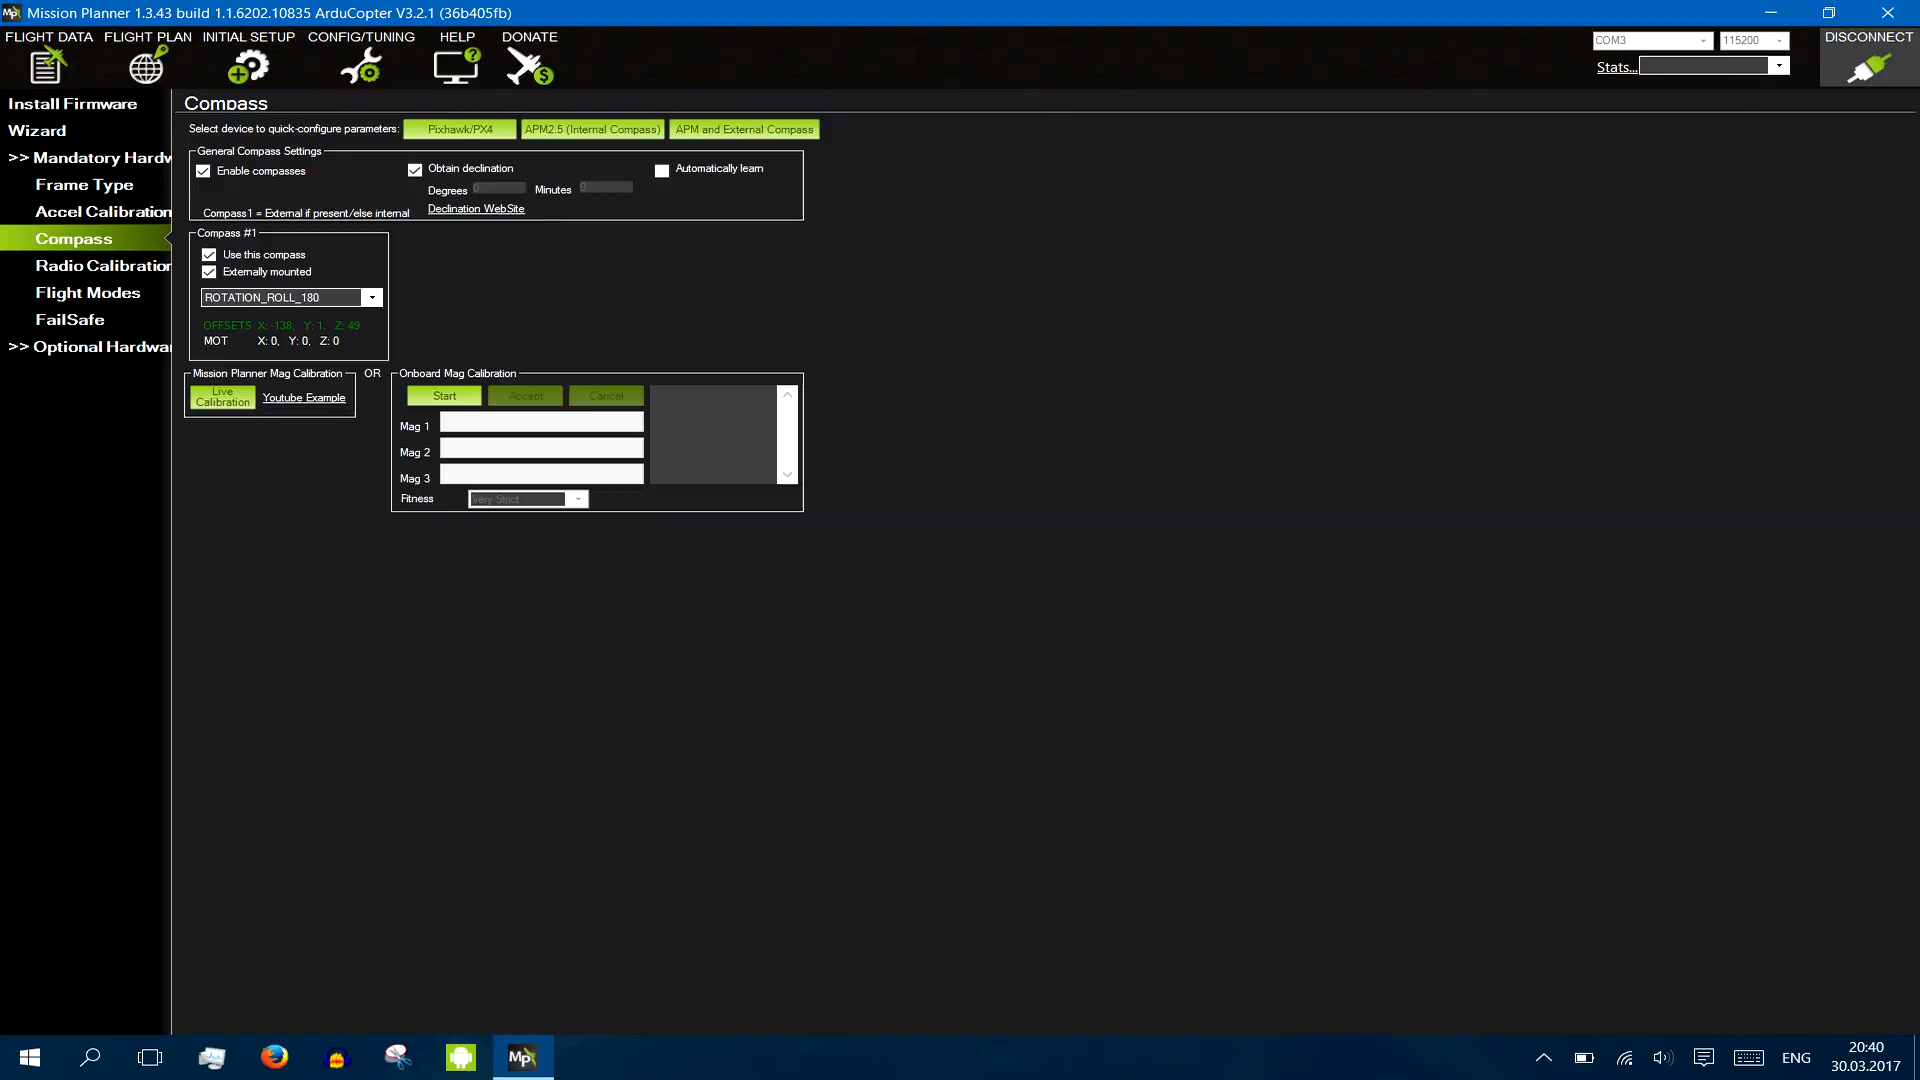 Mission Planner 1.3.43 build 1.1.6202.10835 ArduCopter V3.2.1 (36b405fb)
FLIGHT DATA FLIGHT PLAN INITIAL SETUP CONFIG/TUNING HELP DONATE
COM3 115200 DISCONNECT
Stats...
Install Firmware
Wizard
>> Mandatory Hardw
Frame Type
Accel Calibration
Compass
Radio Calibration
Flight Modes
FailSafe
>> Optional Hardwa
Compass
Select device to quick-configure parameters: Pixhawk/PX4 APM2.5 (Internal Compass) APM and External Compass
General Compass Settings
Enable compasses Obtain declination Automatically learn
Degrees 0 Minutes 0
Compass1 = External if present/else internal Declination WebSite
Compass #1
Use this compass
Externally mounted
ROTATION_ROLL_180
OFFSETS X: -138, Y: 1, Z: 49
MOT X: 0, Y: 0, Z: 0
Mission Planner Mag Calibration OR Onboard Mag Calibration
Live Calibration Youtube Example
Start Accept Cancel
Mag 1
Mag 2
Mag 3
Fitness Very Strict
Mp
ENG
20:40
30.03.2017